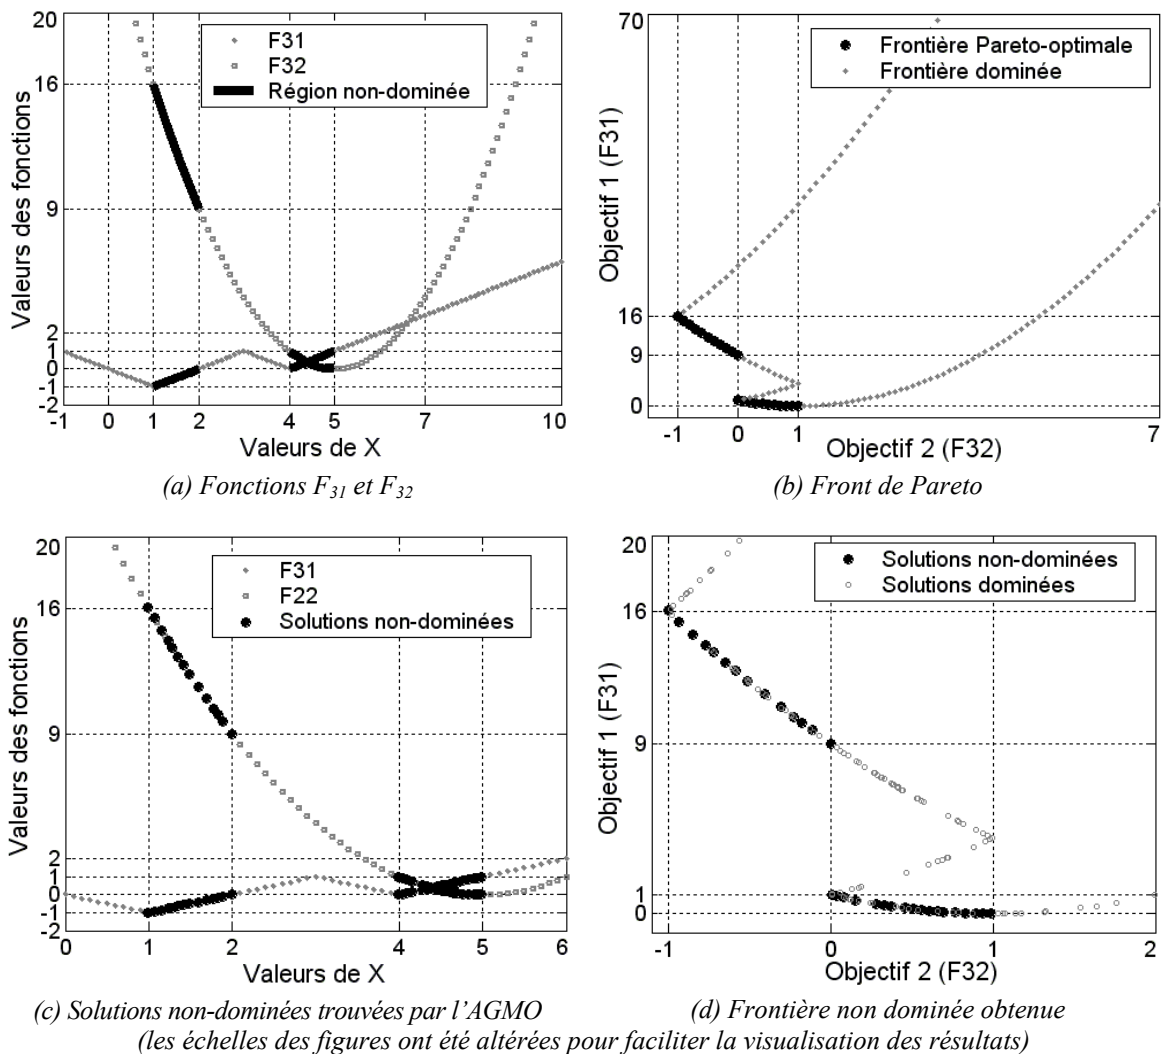 Valeurs des fonctions
20
16
9
2
1
0
-1
-2
F31
F32
Région non-dominée
-1 0 1 2 4 5 7 10
Valeurs de X
(a) Fonctions F31 et F32
Objectif 1 (F31)
70
16
9
0
Frontière Pareto-optimale
Frontière dominée
-1 0 1 7
Objectif 2 (F32)
(b) Front de Pareto
Valeurs des fonctions
20
16
9
2
1
0
-1
-2
F31
F22
Solutions non-dominées
0 1 2 4 5 6
Valeurs de X
(c) Solutions non-dominées trouvées par l’AGMO
Objectif 1 (F31)
20
16
9
1
0
Solutions non-dominées
Solutions dominées
0 1 2
Objectif 2 (F32)
(d) Frontière non dominée obtenue
(les échelles des figures ont été altérées pour faciliter la visualisation des résultats)